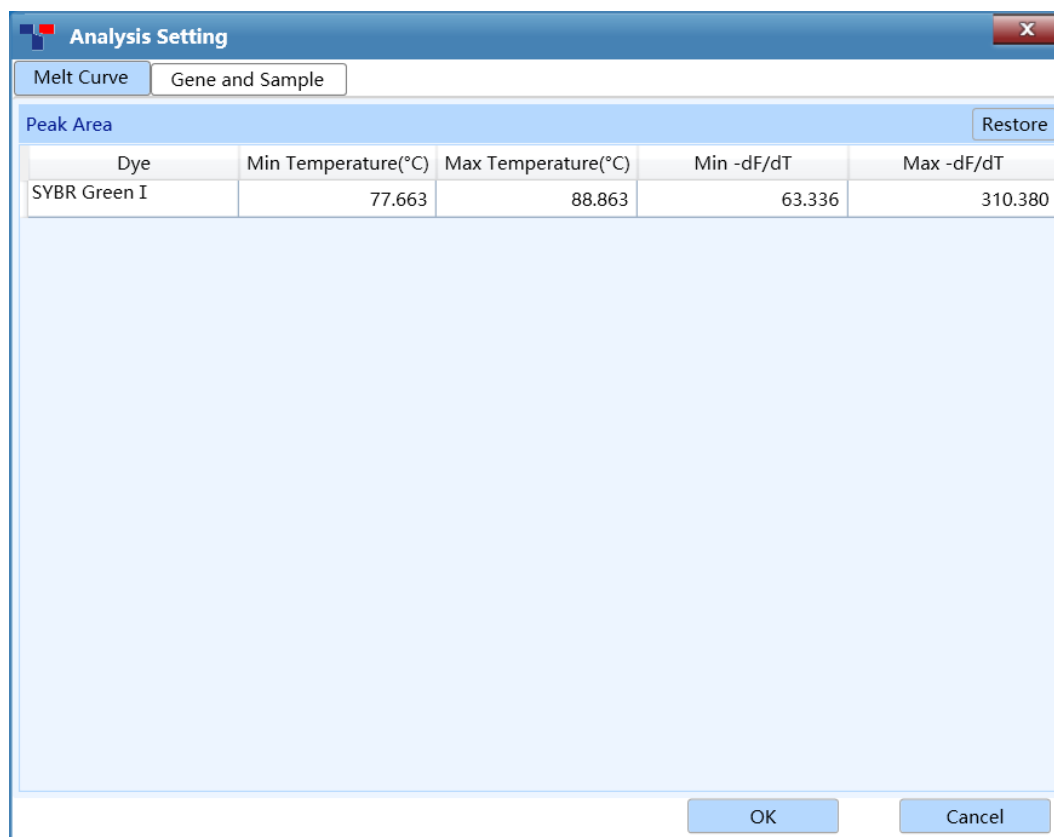 Analysis Setting
x
Melt Curve Gene and Sample
Peak Area Restore
Dye Min Temperature(°C) Max Temperature(°C) Min -dF/dT Max -dF/dT
SYBR Green I 77.663 88.863 63.336 310.380
OK Cancel